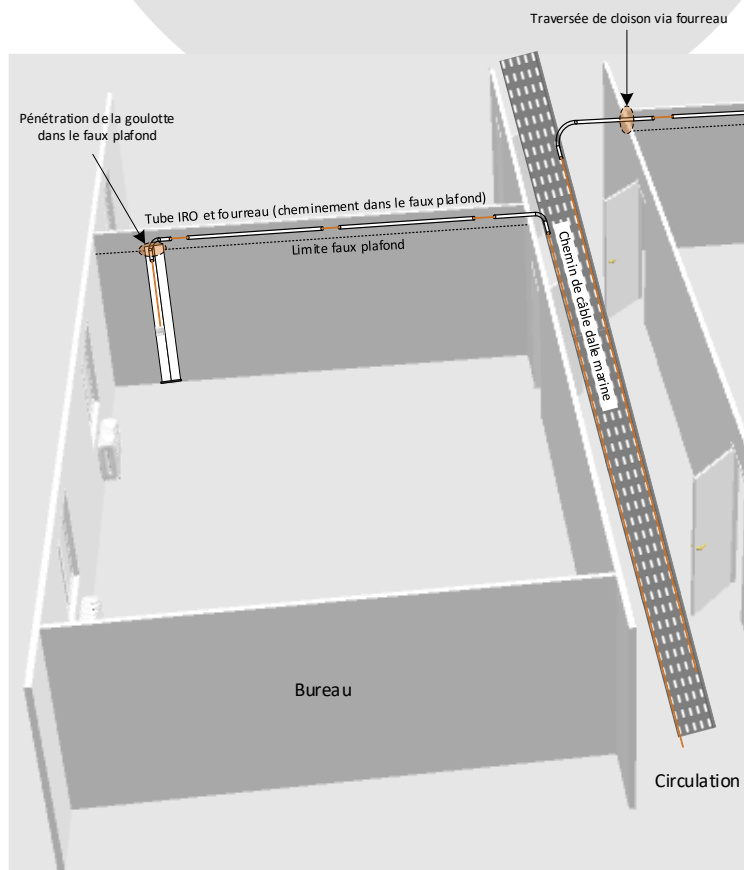 Traversée de cloison via fourreau
Pénétration de la goulotte
dans le faux plafond
Tube IRO et fourreau (cheminement dans le faux plafond)
Limite faux plafond
Chemin de câble dalle marine
Bureau
Circulation